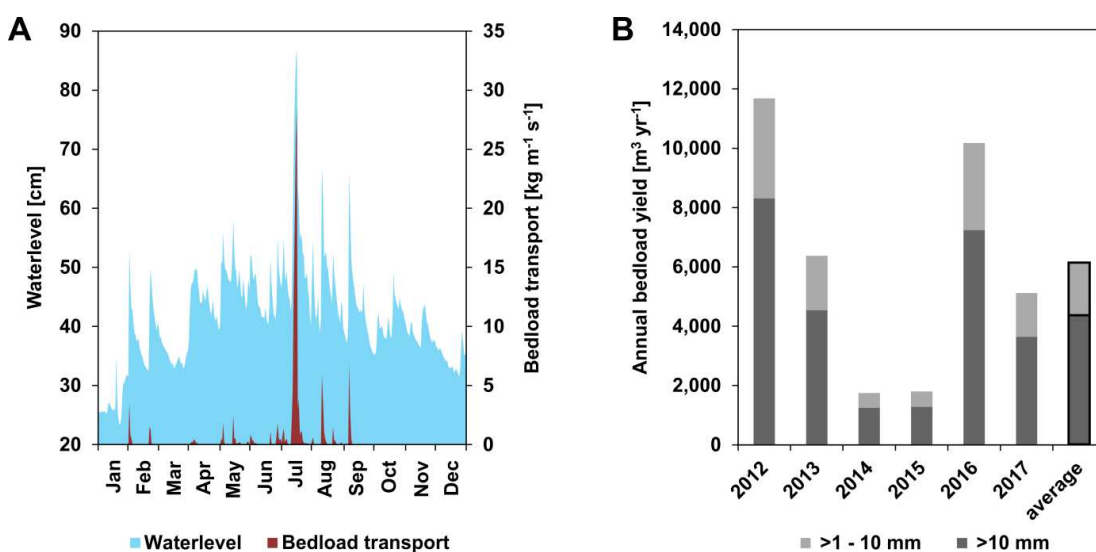 A
Waterlevel [cm]
90
80
70
60
50
40
30
20
35
30
25
20
15
10
5
0
Bedload transport [kg m⁻¹ s⁻¹]
Jan Feb Mar Apr May Jun Jul Aug Sep Oct Nov Dec
Waterlevel Bedload transport
B
Annual bedload yield [m³ yr⁻¹]
14,000
12,000
10,000
8,000
6,000
4,000
2,000
0
2012 2013 2014 2015 2016 2017 average
>1 - 10 mm >10 mm